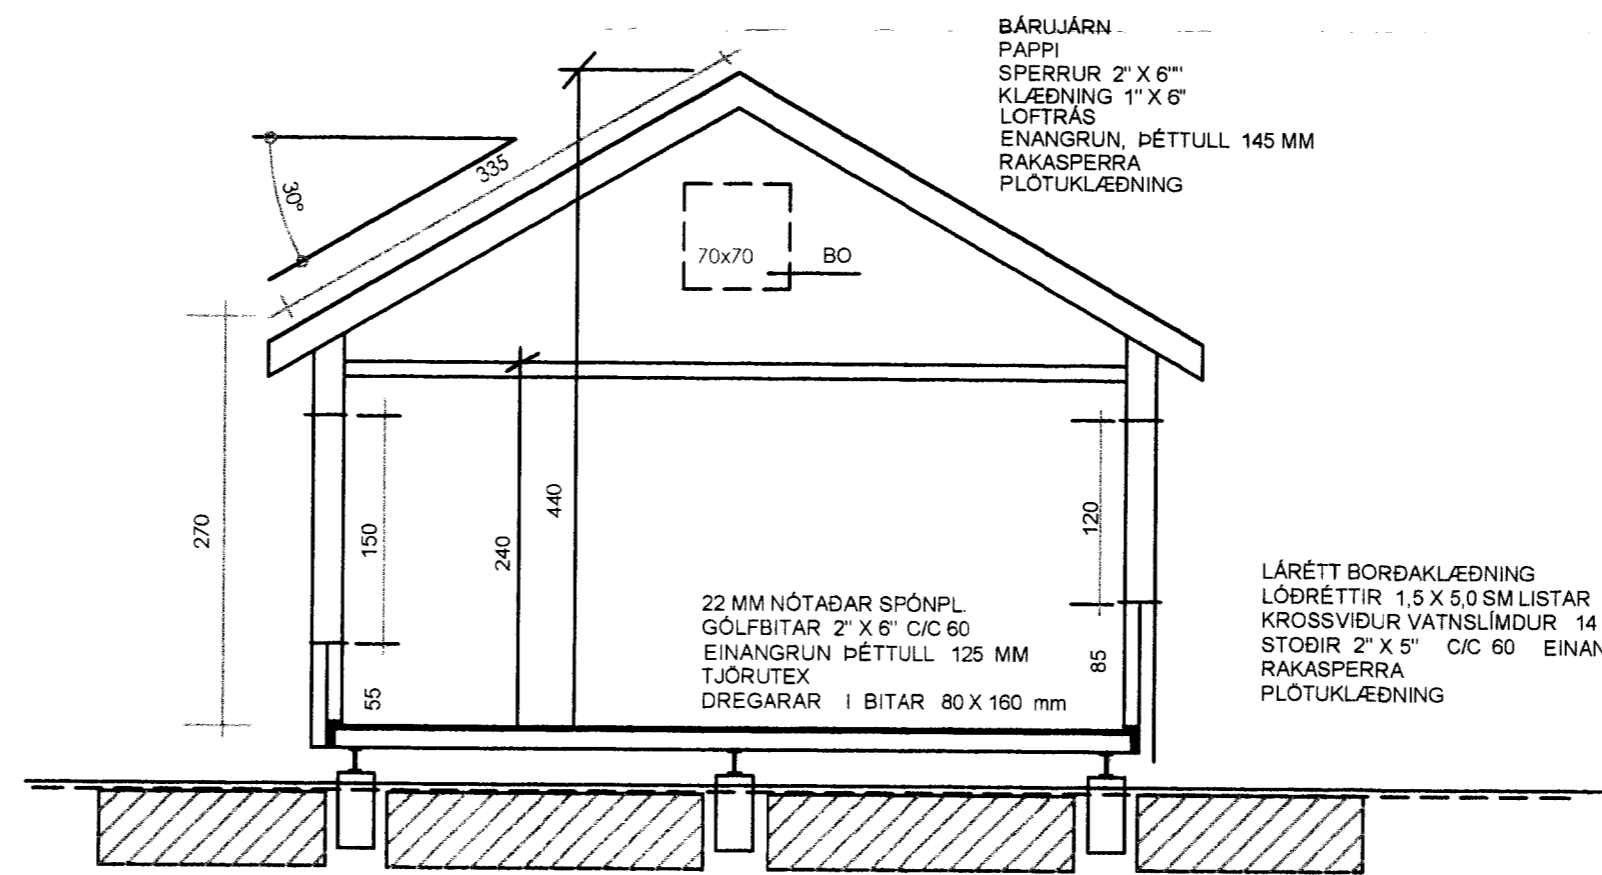 BÁRUJÁRN
PAPPI
SPERRUR 2" X 6""
KLÆÐNING 1" X 6"
LOFTRÁS
ENANGRUN, ÞÉTTULL 145 MM
RAKASPERRA
PLÖTUKLÆÐNING
335
30°
70x70
BO
270
150
240
440
120
55
85
22 MM NÓTAÐAR SPÓNPL.
GÓLFBITAR 2" X 6" C/C 60
EINANGRUN ÞÉTTULL 125 MM
TJÖRUTEX
DREGARAR I BITAR 80 X 160 mm
LÁRÉTT BORÐAKLÆÐNING
LÓÐRÉTTIR 1,5 X 5,0 SM LISTAR
KROSSVIÐUR VATNSLÍMDUR 14
STOÐIR 2" X 5" C/C 60 EINAN
RAKASPERRA
PLÖTUKLÆÐNING